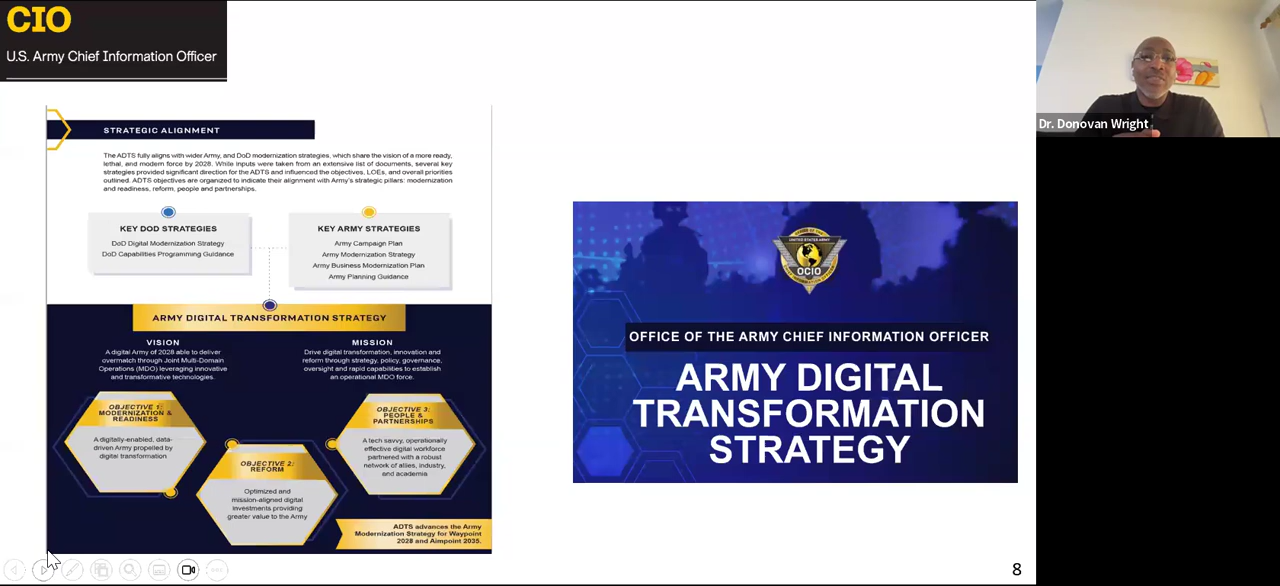 CIO
U.S. Army Chief Information Officer
STRATEGIC ALIGNMENT
The ADTS fully aligns with wider Army, and DoD modernization strategies, which share the vision of a more ready,
lethal, and modern force by 2028. While inputs were taken from an extensive list of documents, several key
strategies provided significant direction for the ADTS and influenced the objectives, LOEs, and overall priorities
outlined. ADTS objectives are organized to indicate their alignment with Army's strategic pillars: modernization
and readiness, reform, people and partnerships.
KEY DOD STRATEGIES
DoD Digital Modernization Strategy
DoD Capabilities Programming Guidance
KEY ARMY STRATEGIES
Army Campaign Plan
Army Modernization Strategy
Army Business Modernization Plan
Army Planning Guidance
ARMY DIGITAL TRANSFORMATION STRATEGY
VISION
A digital Army of 2028 able to deliver
overmatch through Joint Multi-Domain
Operations (MDO) leveraging innovative
and transformative technologies.
MISSION
Drive digital transformation, innovation and
reform through strategy, policy, governance,
oversight and rapid capabilities to establish
an operational MDO force.
OBJECTIVE 1:
MODERNIZATION &
READINESS
A digitally-enabled, data-
driven Army propelled by
digital transformation
OBJECTIVE 2:
REFORM
Optimized and
mission-aligned digital
investments providing
greater value to the Army
OBJECTIVE 3:
PEOPLE &
PARTNERSHIPS
A tech savvy, operationally
effective digital workforce
partnered with a robust
network of allies, industry,
and academia
ADTS advances the Army
Modernization Strategy for Waypoint
2028 and Aimpoint 2035.
UNITED STATES ARMY
OCIO
OFFICE OF THE ARMY CHIEF INFORMATION OFFICER
ARMY DIGITAL
TRANSFORMATION
STRATEGY
8
Dr. Donovan Wright